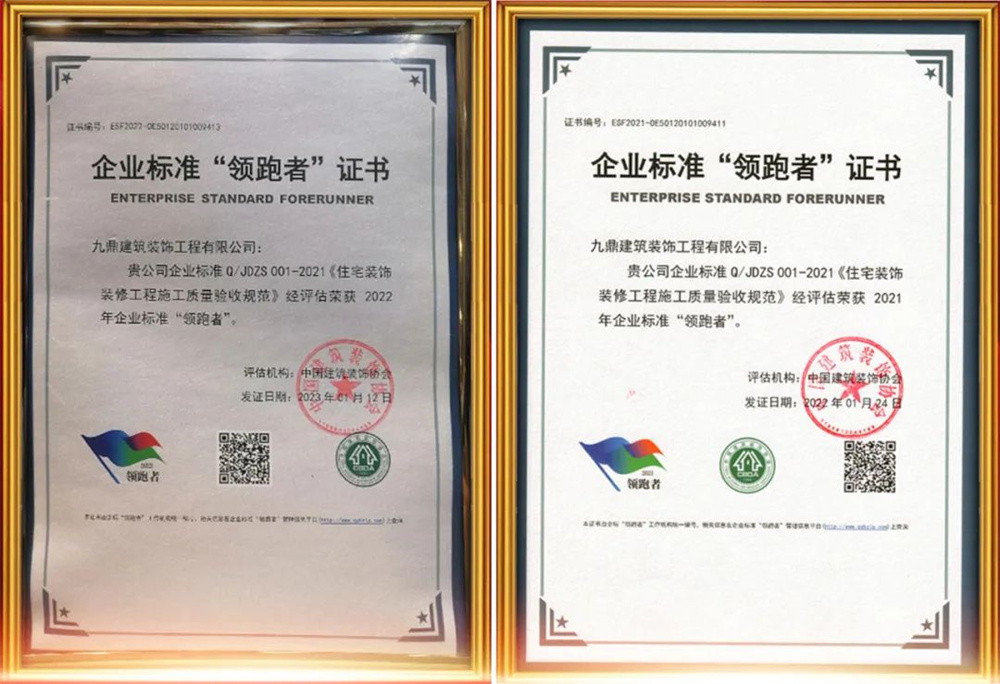 证书编号：ESF2022-0E50120101009413
企业标准“领跑者”证书
ENTERPRISE STANDARD FORERUNNER
九鼎建筑装饰工程有限公司：
贵公司企业标准 Q/JDZS 001-2021《住宅装饰
装修工程施工质量验收规范》经评估荣获 2022
年企业标准“领跑者”。
评估机构：中国建筑装饰协会
发证日期：2023 年 01 月 12 日
2022
领跑者
CBDA
证书编号：ESF2021-0E50120101009411
企业标准“领跑者”证书
ENTERPRISE STANDARD FORERUNNER
九鼎建筑装饰工程有限公司：
贵公司企业标准 Q/JDZS 001-2021《住宅装饰
装修工程施工质量验收规范》经评估荣获 2021
年企业标准“领跑者”。
评估机构：中国建筑装饰协会
发证日期：2022 年 01 月 24 日
领跑者
CBDA